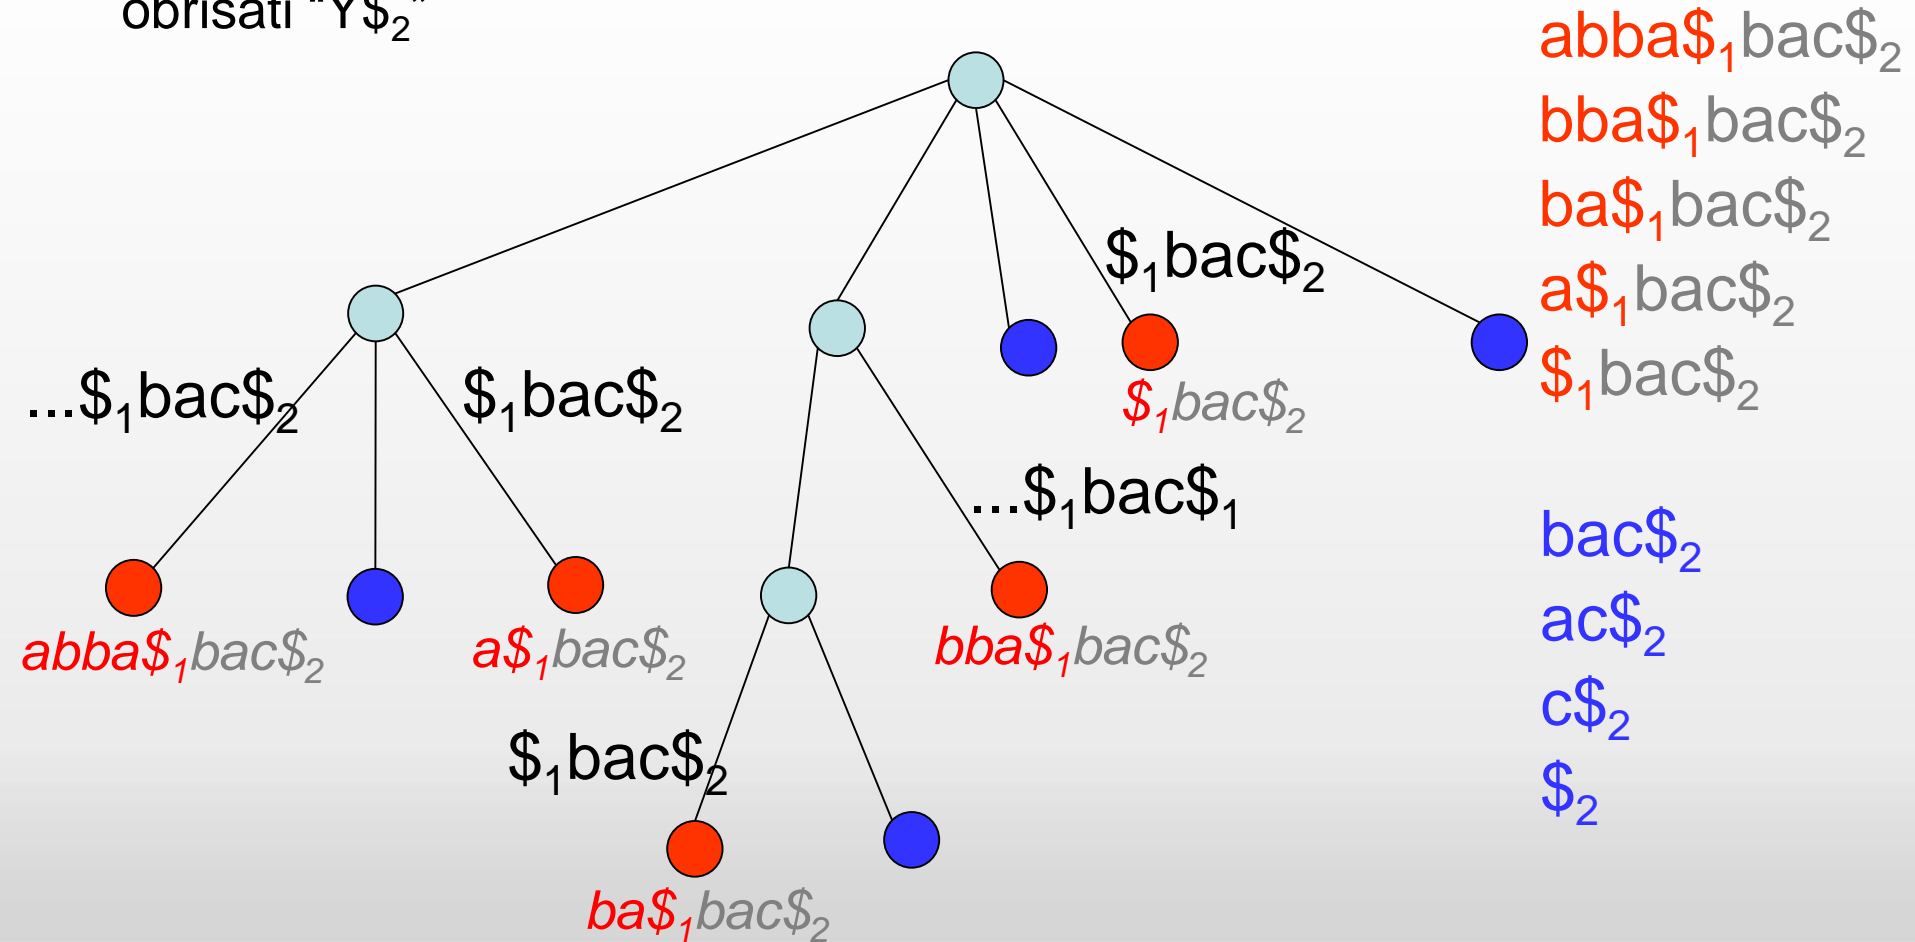 obrisati "Y$₂"
abba$₁bac$₂
bba$₁bac$₂
ba$₁bac$₂
a$₁bac$₂
$₁bac$₂
bac$₂
ac$₂
c$₂
$₂
$₁bac$₂
$₁bac$₂
...$₁bac$₂
$₁bac$₂
...$₁bac$₁
abba$₁bac$₂
a$₁bac$₂
bba$₁bac$₂
$₁bac$₂
ba$₁bac$₂